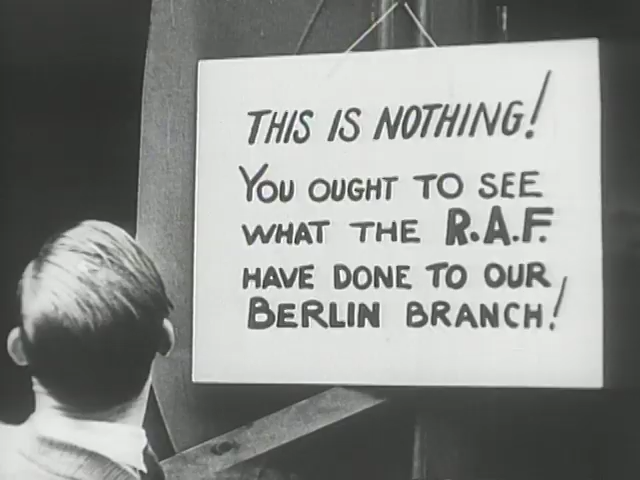 THIS IS NOTHING!
YOU OUGHT TO SEE
WHAT THE R.A.F.
HAVE DONE TO OUR
BERLIN BRANCH!